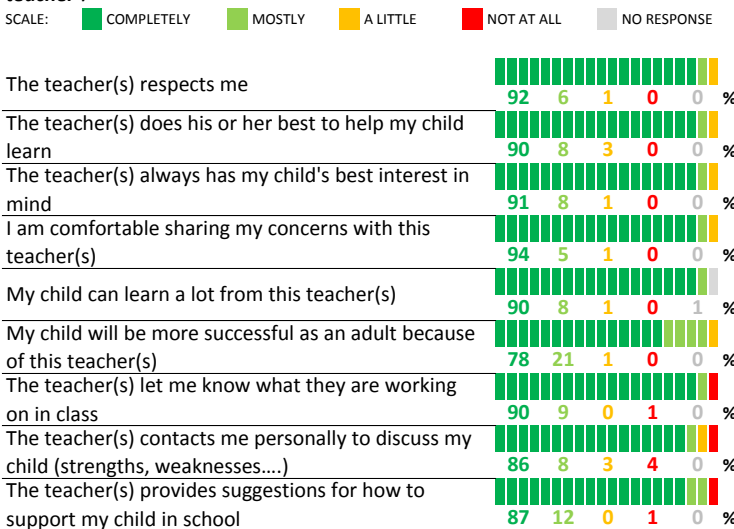 teacher?
SCALE: COMPLETELY MOSTLY A LITTLE NOT AT ALL NO RESPONSE
The teacher(s) respects me
92 6 1 0 0 %
The teacher(s) does his or her best to help my child
learn
90 8 3 0 0 %
The teacher(s) always has my child's best interest in
mind
91 8 1 0 0 %
I am comfortable sharing my concerns with this
teacher(s)
94 5 1 0 0 %
My child can learn a lot from this teacher(s)
90 8 1 0 1 %
My child will be more successful as an adult because
of this teacher(s)
78 21 1 0 0 %
The teacher(s) let me know what they are working
on in class
90 9 0 1 0 %
The teacher(s) contacts me personally to discuss my
child (strengths, weaknesses....)
86 8 3 4 0 %
The teacher(s) provides suggestions for how to
support my child in school
87 12 0 1 0 %